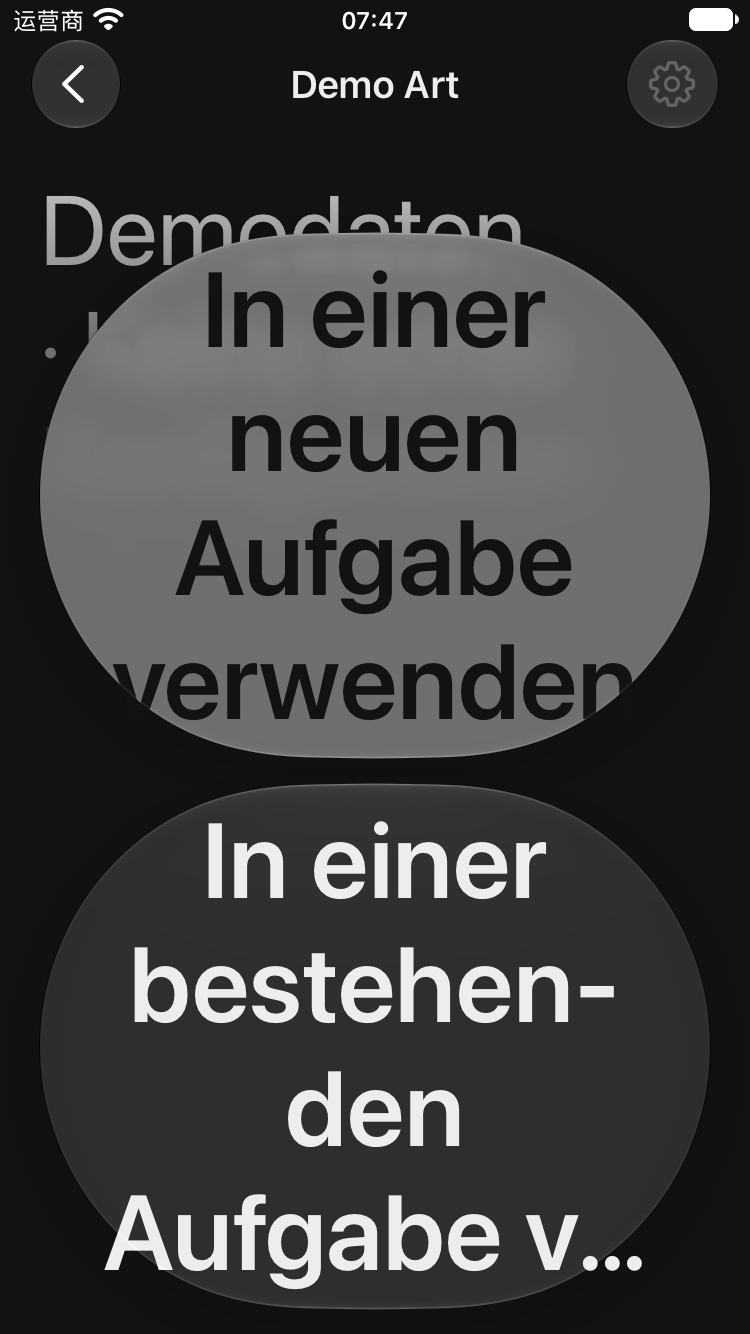 运营商
07:47
Demo Art
Demodaten
In einer
neuen
Aufgabe
verwenden
In einer
bestehen-
den
Aufgabe v...